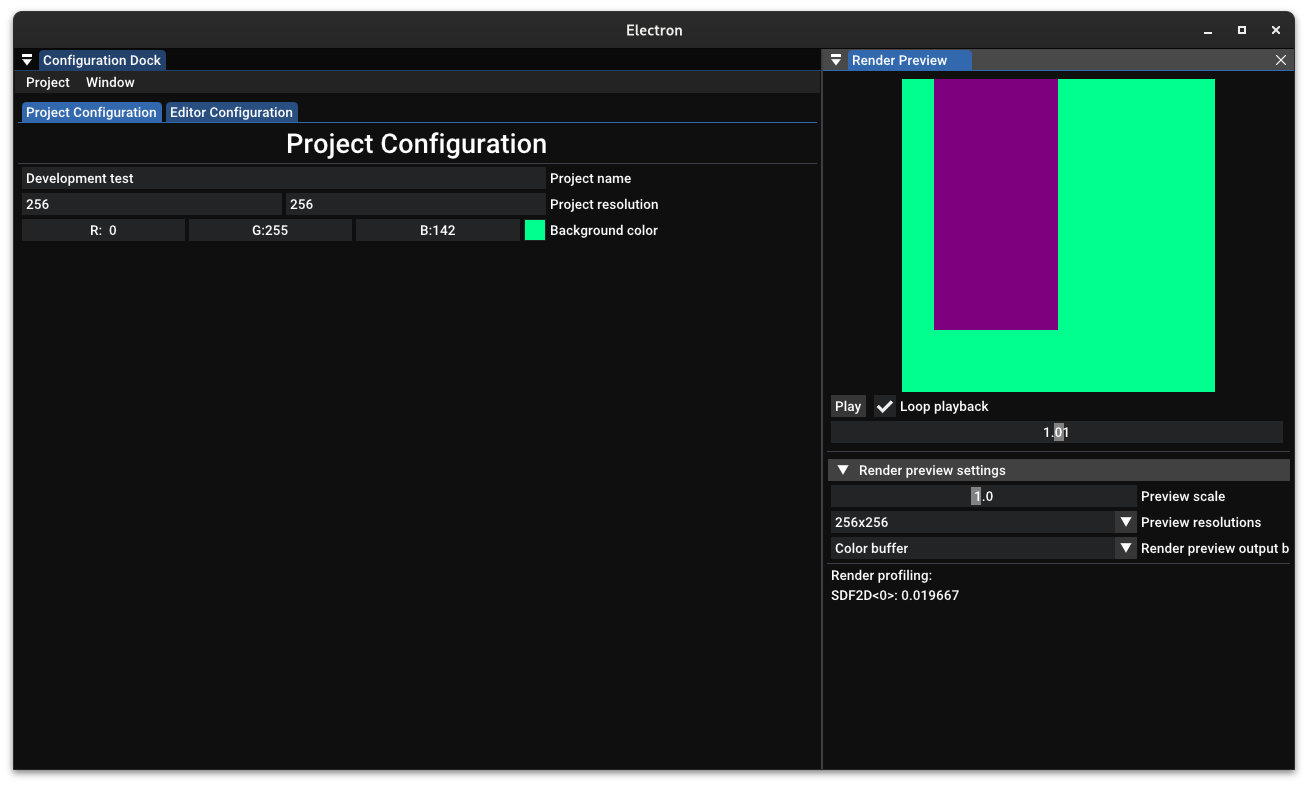 Electron
Configuration Dock
Project Window
Project Configuration Editor Configuration
Project Configuration
Development test Project name
256 256 Project resolution
R: 0 G:255 B:142 Background color
Render Preview
Play Loop playback
1.01
Render preview settings
1.0 Preview scale
256x256 Preview resolutions
Color buffer Render preview output b
Render profiling:
SDF2D<0>: 0.019667